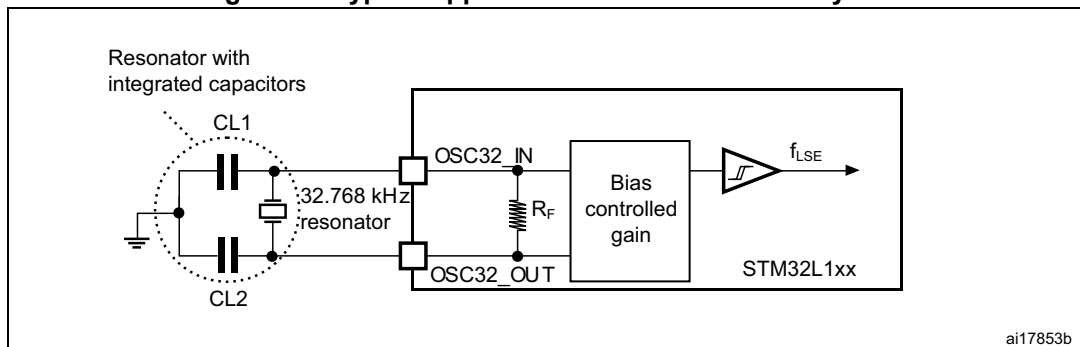 Resonator with
integrated capacitors
CL1
OSC32_IN
fLSE
32.768 kHz
resonator
RF
Bias
controlled
gain
STM32L1xx
OSC32_OUT
CL2
ai17853b